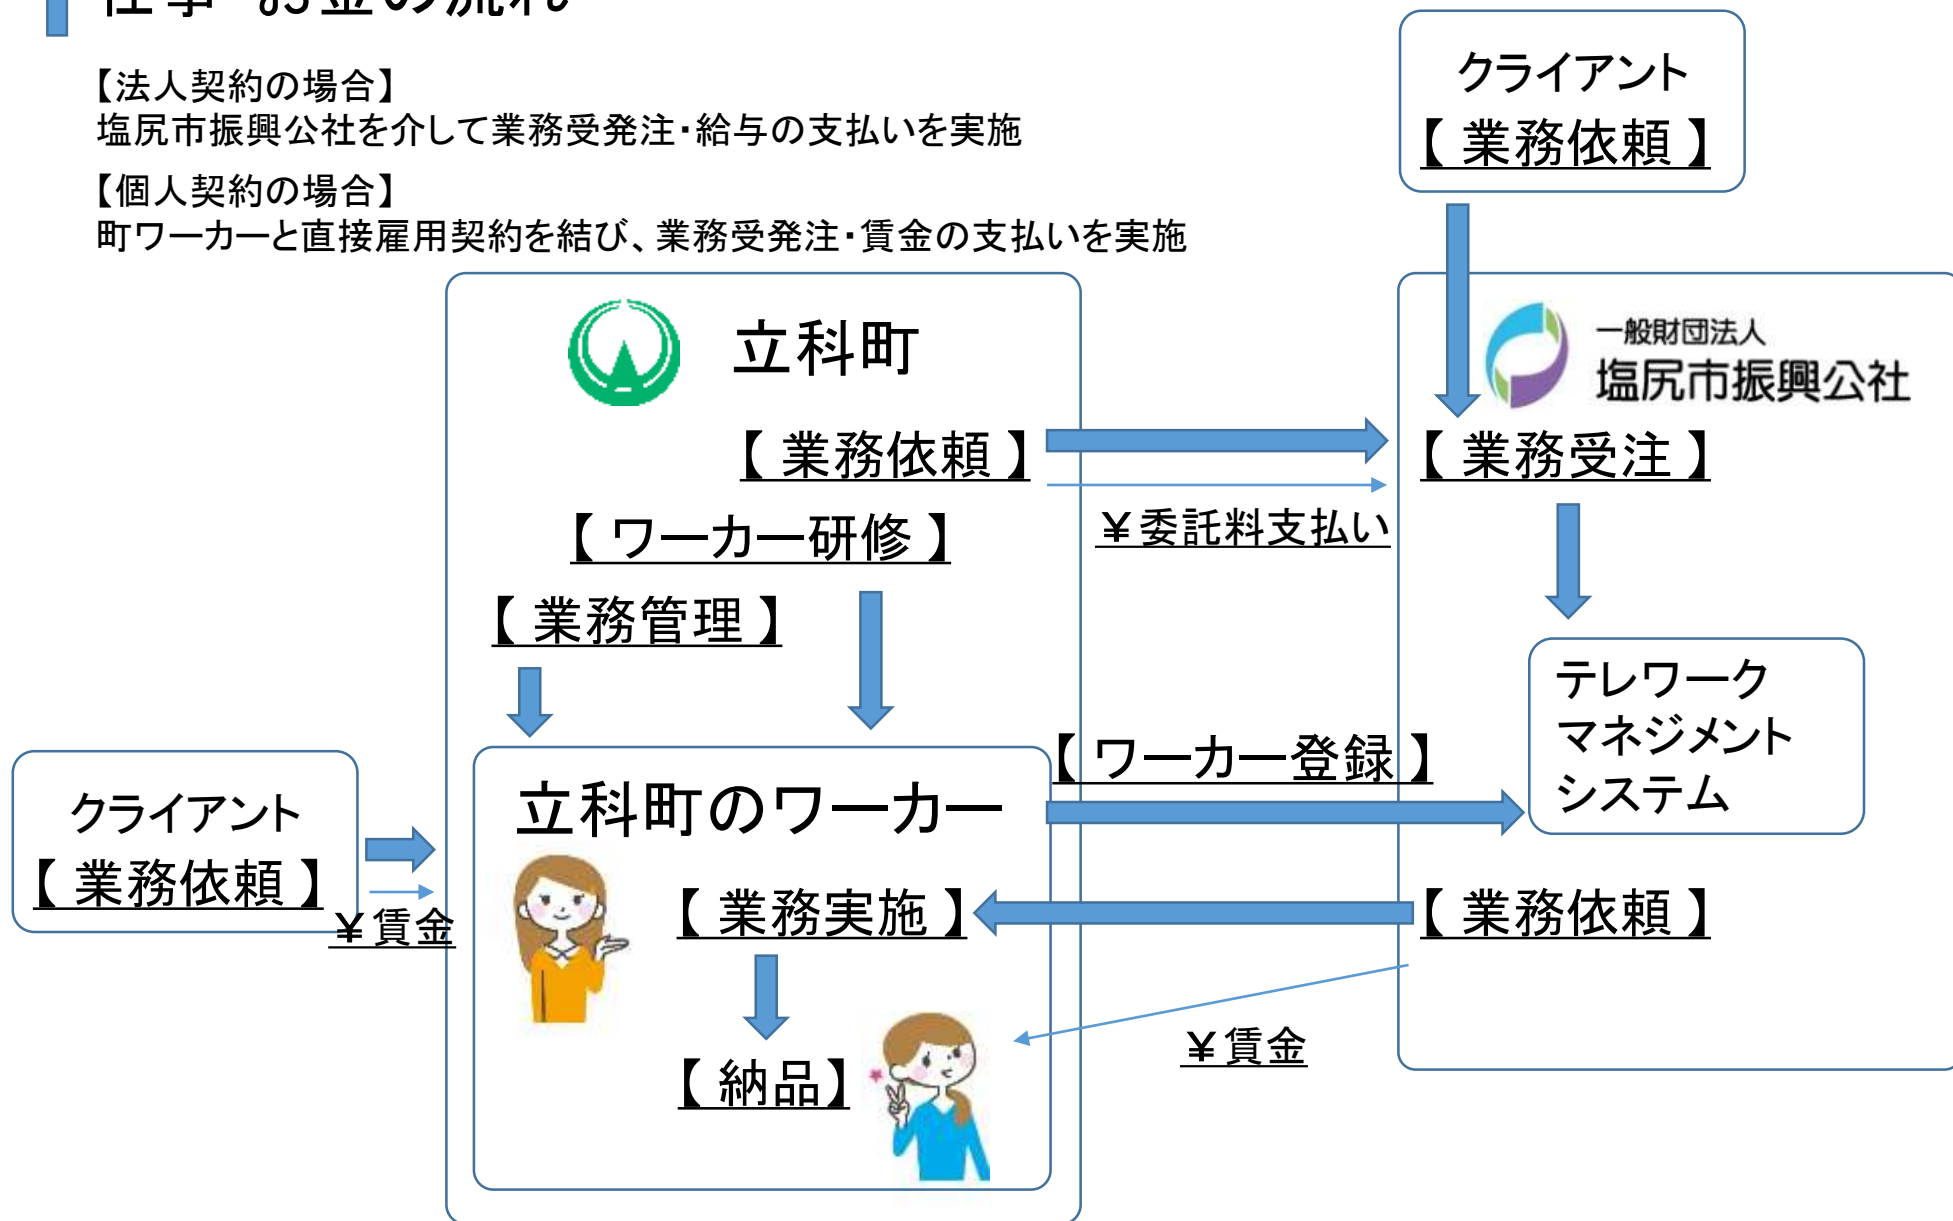 仕事 お金の流れ
【法人契約の場合】
塩尻市振興公社を介して業務受発注・給与の支払いを実施
【個人契約の場合】
町ワーカーと直接雇用契約を結び、業務受発注・賃金の支払いを実施
クライアント
【 業務依頼 】
立科町
【 業務依頼 】
【 ワーカー研修 】
【 業務管理 】
￥委託料支払い
一般財団法人
塩尻市振興公社
【 業務受注 】
テレワーク
マネジメント
システム
【 ワーカー登録 】
クライアント
【 業務依頼 】
￥賃金
立科町のワーカー
【 業務実施 】
【 納品】
【 業務依頼 】
￥賃金